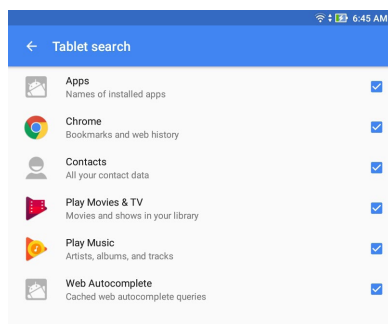 6:45 AM
Tablet search
Apps
Names of installed apps
Chrome
Bookmarks and web history
Contacts
All your contact data
Play Movies & TV
Movies and shows in your library
Play Music
Artists, albums, and tracks
Web Autocomplete
Cached web autocomplete queries